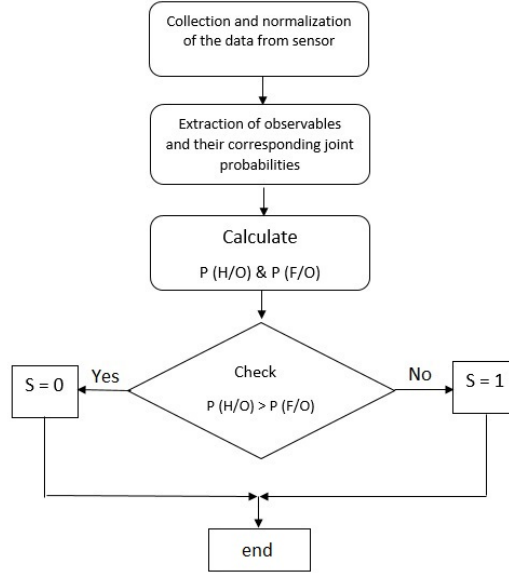 Collection and normalization
of the data from sensor
Extraction of observables
and their corresponding joint
probabilities
Calculate
P (H/O) & P (F/O)
Check
P (H/O) > P (F/O)
Yes
No
S = 0
S = 1
end